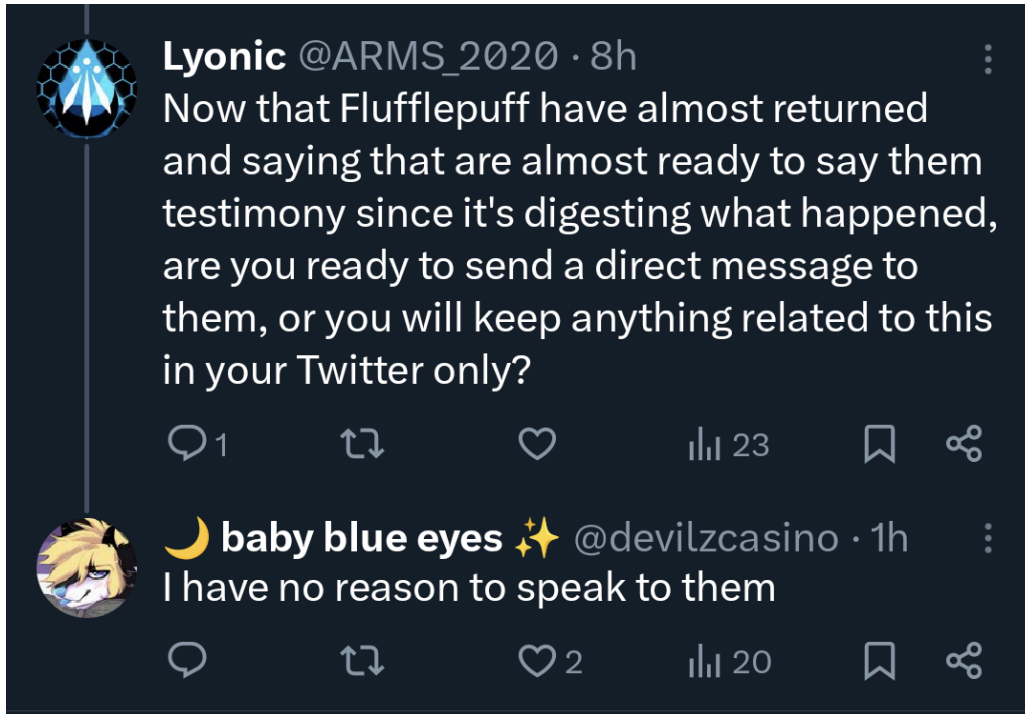 Lyonic @ARMS_2020 · 8h
Now that Flufflepuff have almost returned
and saying that are almost ready to say them
testimony since it's digesting what happened,
are you ready to send a direct message to
them, or you will keep anything related to this
in your Twitter only?
1 23
🌙 baby blue eyes ✨ @devilzcasino · 1h
I have no reason to speak to them
2 20